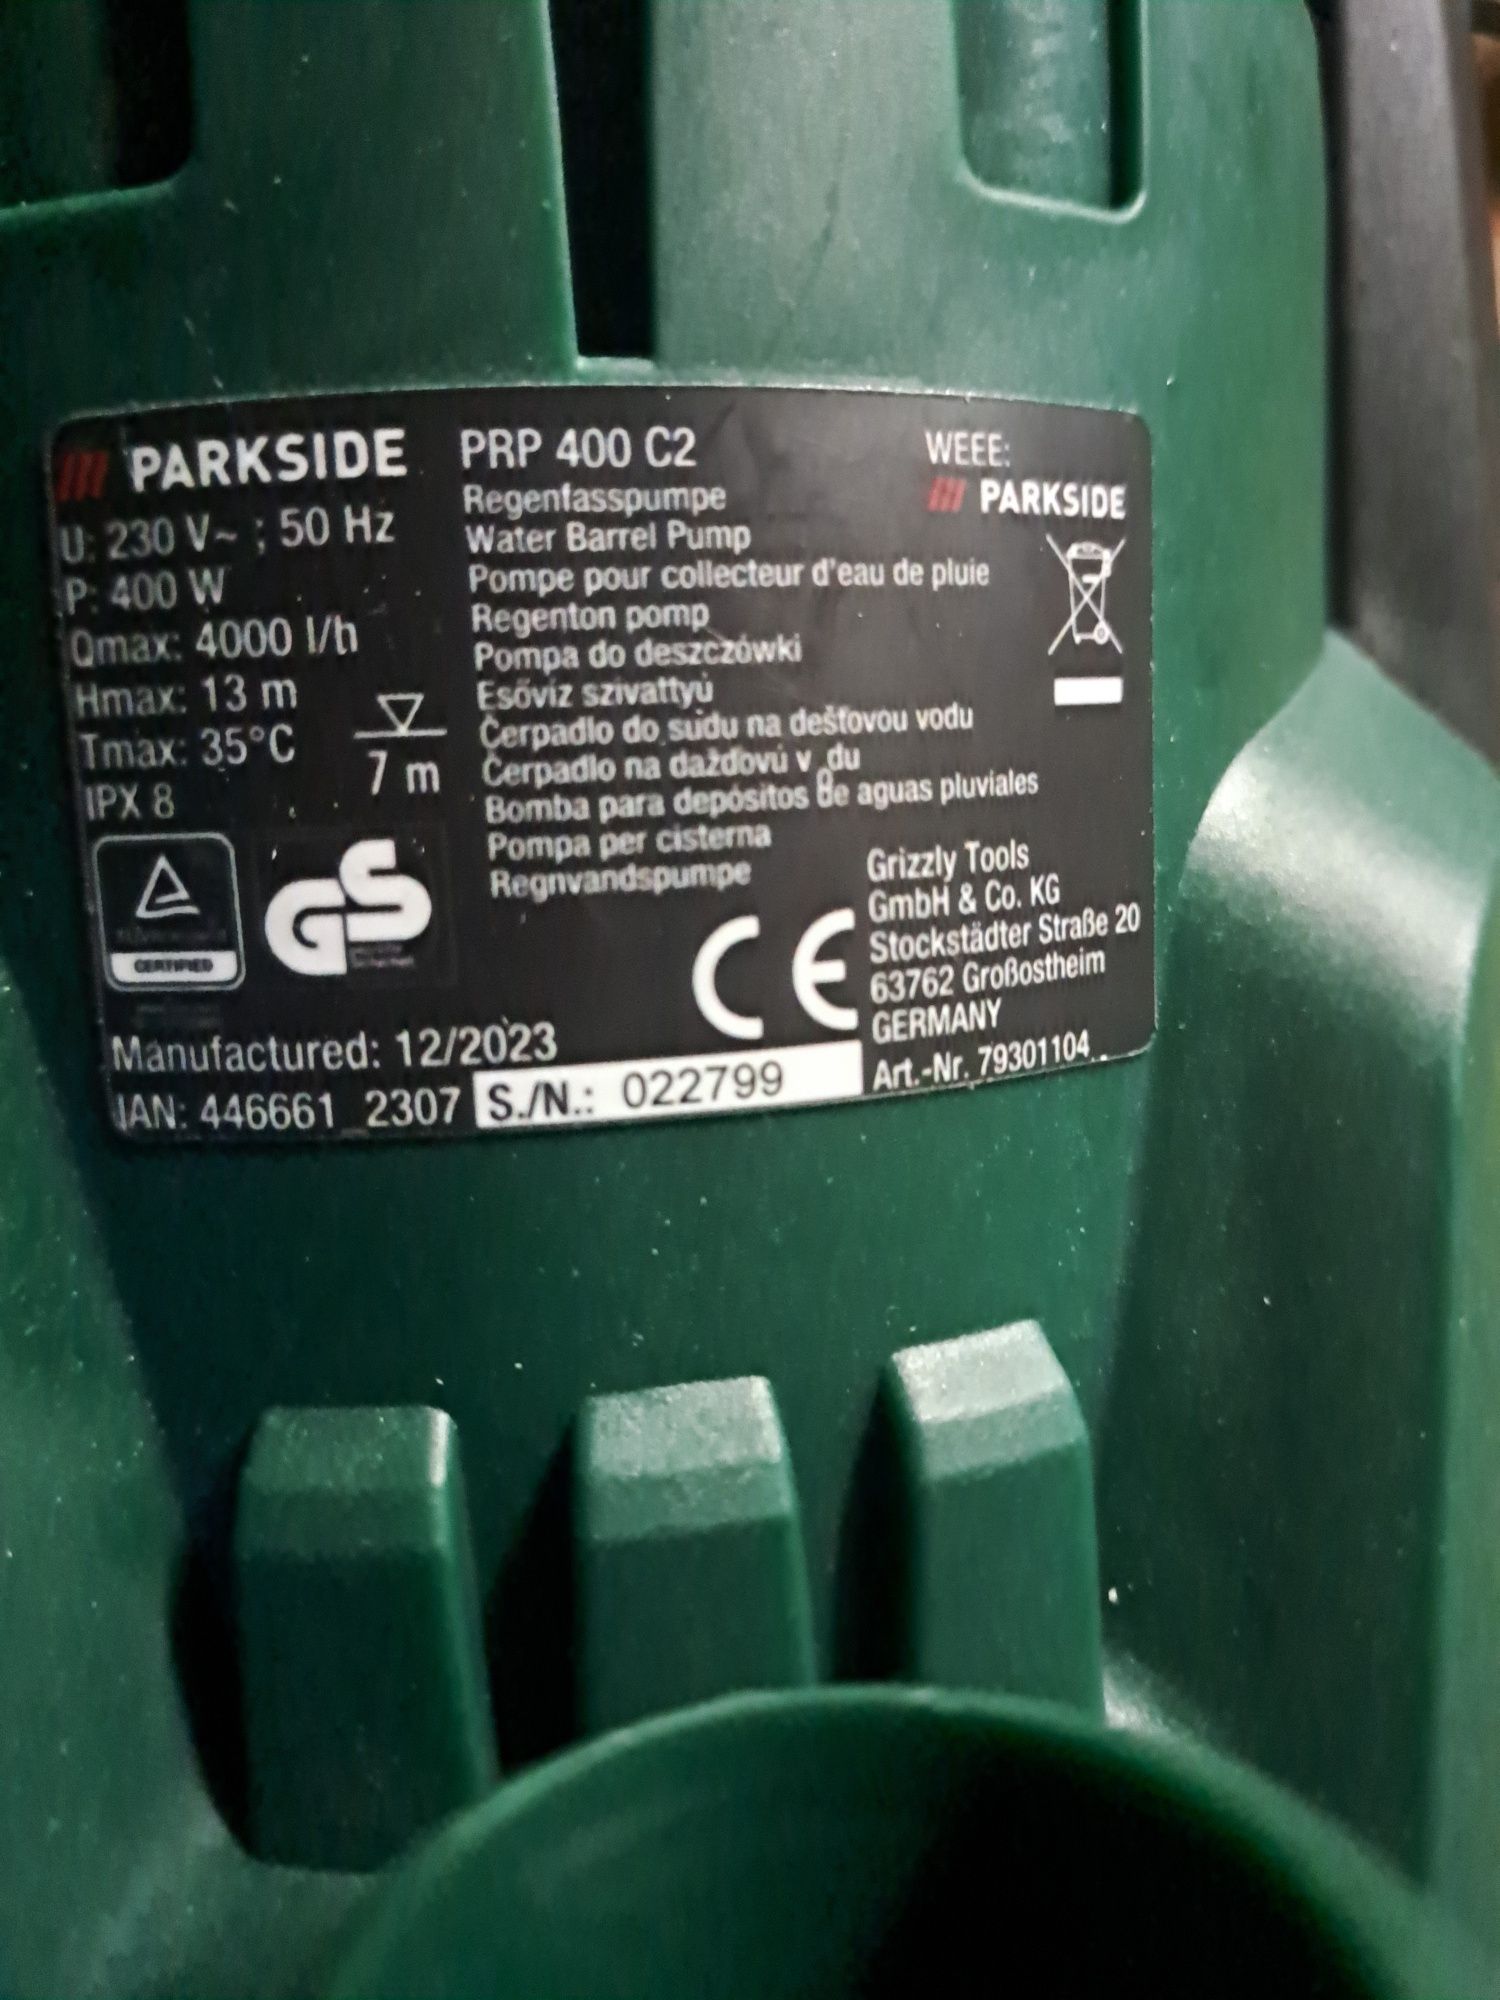 PARKSIDE
U: 230 V~ ; 50 Hz
P: 400 W
Qmax: 4000 l/h
Hmax: 13 m
Tmax: 35°C
IPX 8
7 m
CERTIFIED
GS
Manufactured: 12/2023
IAN: 446661_2307
S./N.: 022799
PRP 400 C2
Regenfasspumpe
Water Barrel Pump
Pompe pour collecteur d'eau de pluie
Regenton pomp
Pompa do deszczówki
Esővíz szivattyú
Čerpadlo do sudu na dešťovou vodu
Čerpadlo na dažďovú v du
Bomba para depósitos de aguas pluviales
Pompa per cisterna
Regnvandspumpe
CE
WEEE:
PARKSIDE
Grizzly Tools
GmbH & Co. KG
Stockstädter Straße 20
63762 Großostheim
GERMANY
Art.-Nr. 79301104